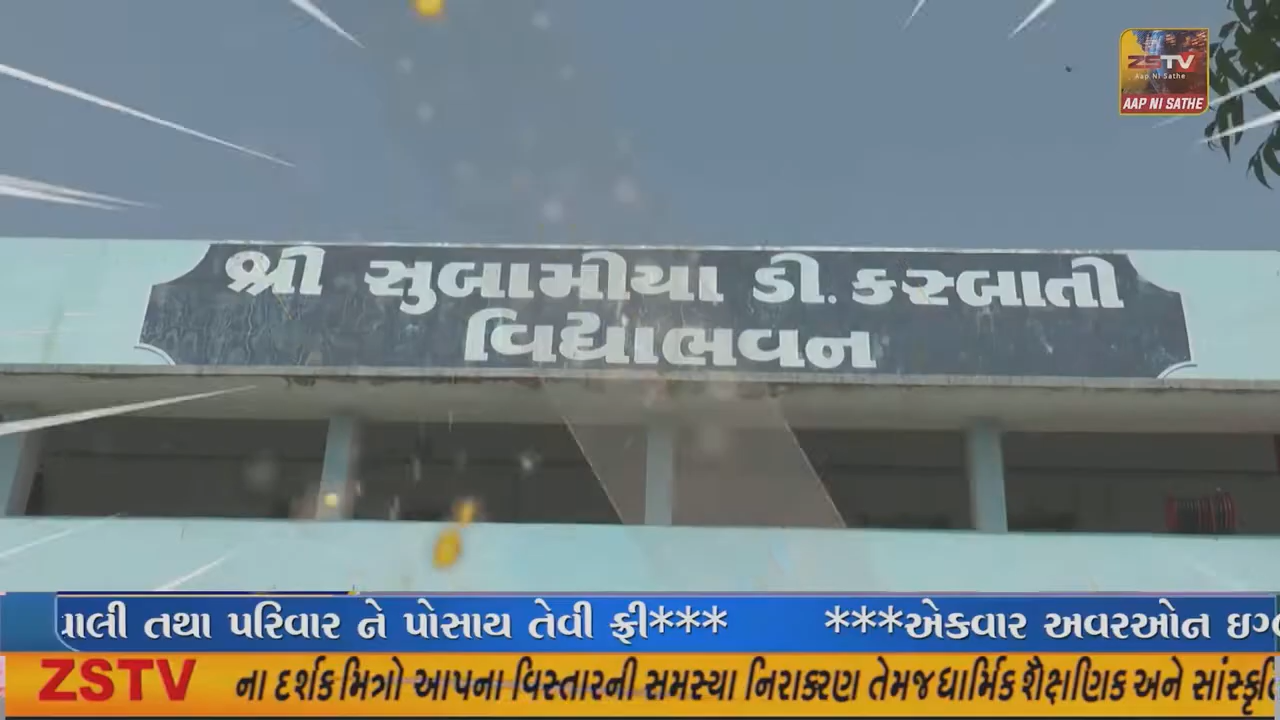 ZSTV
Aap Ni Sathe
AAP NI SATHE
શ્રી સુબામીયા ડી. કરબાતી
વિદ્યાભવન
તથા પરિવાર ને પોસાય તેવી ફ્રી*** ***એકવાર અવરઓન
ZSTV ના દર્શક મિત્રો આપના વિસ્તારની સમસ્યા નિરાકરણ તેમજ ધાર્મિક શૈક્ષણિક અને